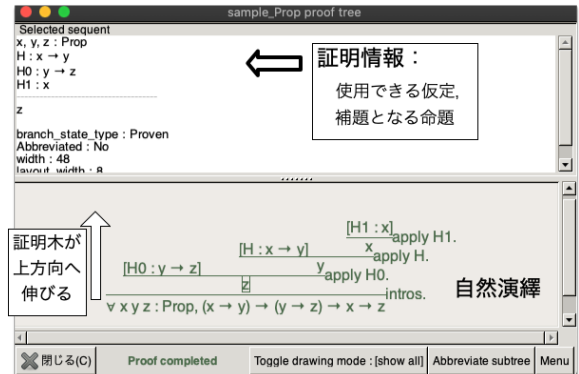 sample_Prop proof tree
Selected sequent
x, y, z : Prop
H : x → y
H0 : y → z
H1 : x
z
branch_state_type : Proven
Abbreviated : No
width : 48
layout_width : 8
証明情報：
使用できる仮定,
補題となる命題
証明木が
上方向へ
伸びる
[H1 : x]
apply H1.
[H : x → y]
x
apply H.
[H0 : y → z]
y
apply H0.
z
intros.
∀ x y z : Prop, (x → y) → (y → z) → x → z
自然演繹
閉じる(C)
Proof completed
Toggle drawing mode : [show all]
Abbreviate subtree
Menu